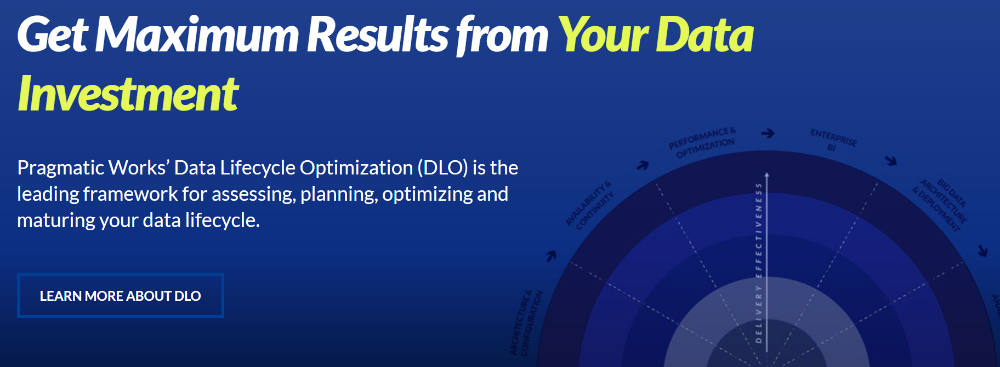 Get Maximum Results from Your Data
Investment
Pragmatic Works’ Data Lifecycle Optimization (DLO) is the
leading framework for assessing, planning, optimizing and
maturing your data lifecycle.
LEARN MORE ABOUT DLO
ARCHITECTURE &
CONFIGURATION
AVAILABILITY &
CONTINUITY
PERFORMANCE &
OPTIMIZATION
ENTERPRISE
BI
BIG DATA
ARCHITECTURE
& DEPLOYMENT
DELIVERY EFFECTIVENESS